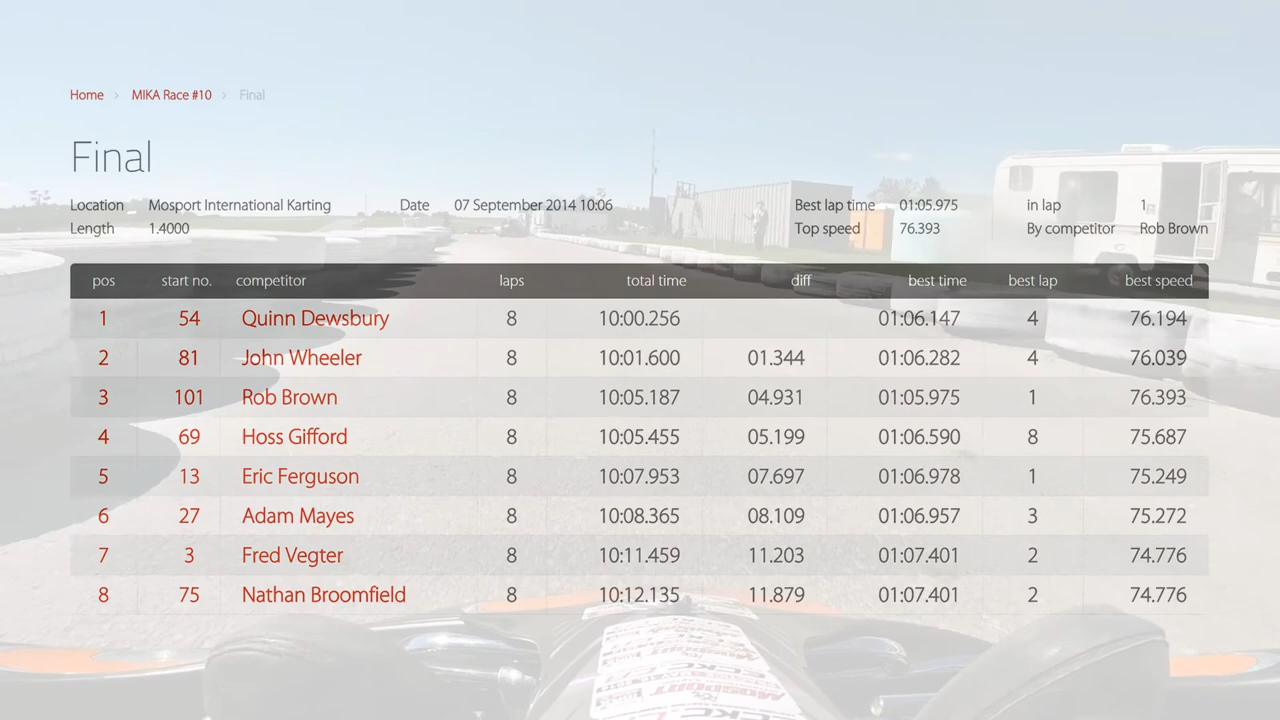 Home > MIKA Race #10 > Final
Final
Location Mosport International Karting Date 07 September 2014 10:06 Best lap time 01:05.975 in lap 1
Length 1.4000 Top speed 76.393 By competitor Rob Brown
pos start no. competitor laps total time diff best time best lap best speed
1 54 Quinn Dewsbury 8 10:00.256 01:06.147 4 76.194
2 81 John Wheeler 8 10:01.600 01.344 01:06.282 4 76.039
3 101 Rob Brown 8 10:05.187 04.931 01:05.975 1 76.393
4 69 Hoss Gifford 8 10:05.455 05.199 01:06.590 8 75.687
5 13 Eric Ferguson 8 10:07.953 07.697 01:06.978 1 75.249
6 27 Adam Mayes 8 10:08.365 08.109 01:06.957 3 75.272
7 3 Fred Vegter 8 10:11.459 11.203 01:07.401 2 74.776
8 75 Nathan Broomfield 8 10:12.135 11.879 01:07.401 2 74.776